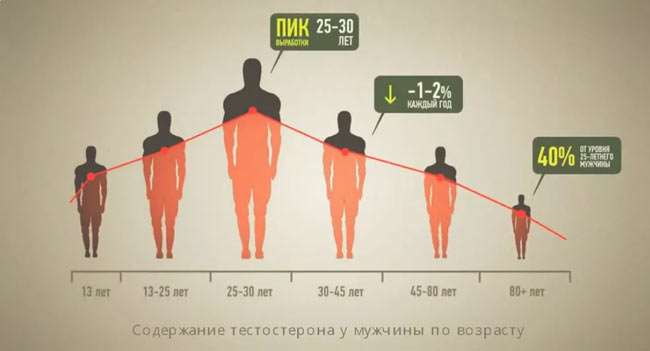 ПИК
ВЫРАБОТКИ
25-30
ЛЕТ
-1-2%
КАЖДЫЙ ГОД
40%
ОТ УРОВНЯ
25-ЛЕТНЕГО
МУЖЧИНЫ
13 лет
13-25 лет
25-30 ЛЕТ
30-45 лет
45-80 лет
80+ лет
Содержание тестостерона у мужчины по возрасту